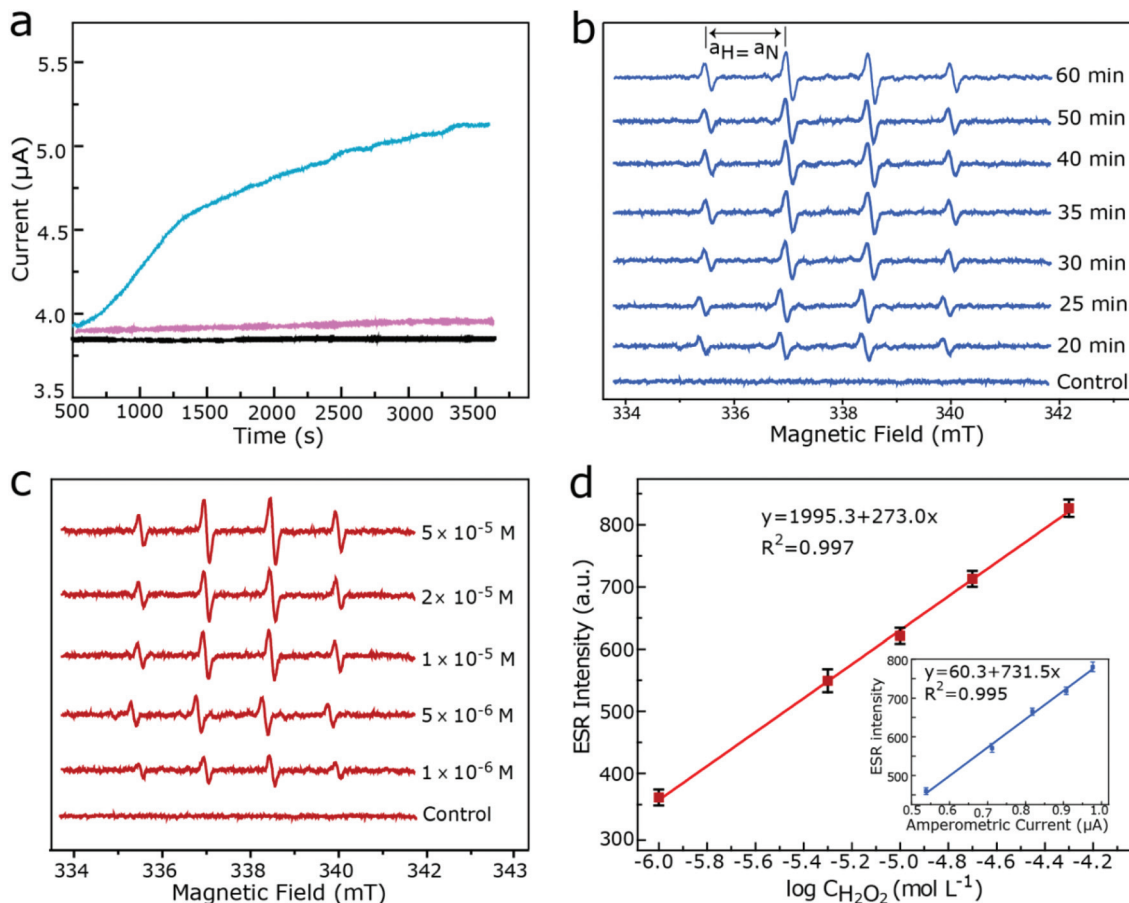 a
5.5
5.0
4.5
4.0
3.5
Current (μA)
500 1000 1500 2000 2500 3000 3500
Time (s)
b
aH= aN
60 min
50 min
40 min
35 min
30 min
25 min
20 min
Control
334 336 338 340 342
Magnetic Field (mT)
c
5 × 10⁻⁵ M
2 × 10⁻⁵ M
1 × 10⁻⁵ M
5 × 10⁻⁶ M
1 × 10⁻⁶ M
Control
334 336 337 339 340 342 343
Magnetic Field (mT)
d
800
700
600
500
400
300
ESR Intensity (a.u.)
y=1995.3+273.0x
R²=0.997
-6.0 -5.8 -5.6 -5.4 -5.2 -5.0 -4.8 -4.6 -4.4 -4.2
log C H₂O₂ (mol L⁻¹)
800
700
600
500
ESR intensity
y=60.3+731.5x
R²=0.995
0.5 0.6 0.7 0.8 0.9 1.0
Amperometric Current (μA)